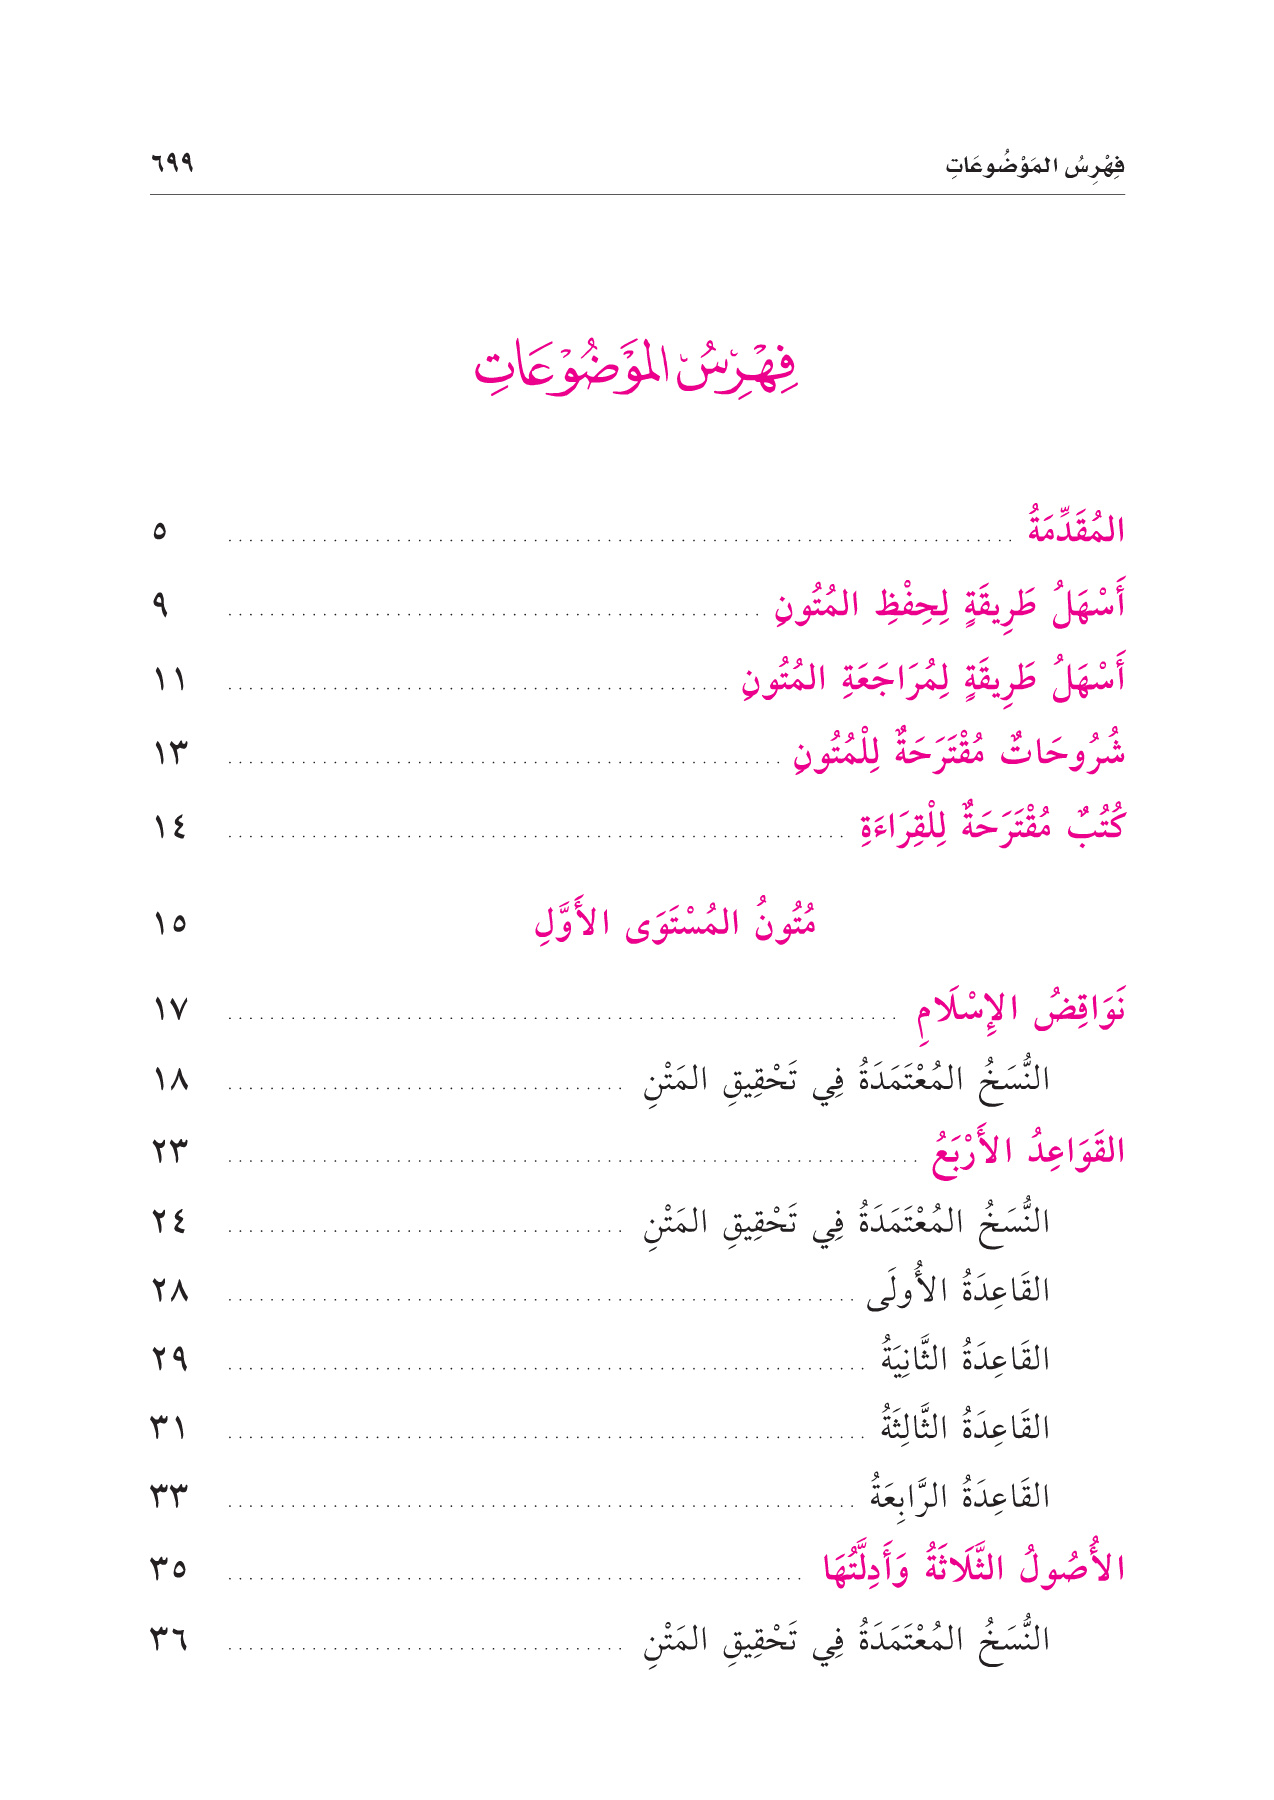 فِهْرِسُ المَوْضُوعَاتِ ٦٩٩
فِهْرِسُ المَوْضُوْعَاتِ
المُقَدِّمَةُ ٥
أَسْهَلُ طَرِيقَةٍ لِحِفْظِ المُتُونِ ٩
أَسْهَلُ طَرِيقَةٍ لِمُرَاجَعَةِ المُتُونِ ١١
شُرُوحَاتٌ مُقْتَرَحَةٌ لِلْمُتُونِ ١٣
كُتُبٌ مُقْتَرَحَةٌ لِلْقِرَاءَةِ ١٤
مُتُونُ المُسْتَوَى الأَوَّلِ ١٥
نَوَاقِضُ الإِسْلَامِ ١٧
النُّسَخُ المُعْتَمَدَةُ فِي تَحْقِيقِ المَتْنِ ١٨
القَوَاعِدُ الأَرْبَعُ ٢٣
النُّسَخُ المُعْتَمَدَةُ فِي تَحْقِيقِ المَتْنِ ٢٤
القَاعِدَةُ الأُولَى ٢٨
القَاعِدَةُ الثَّانِيَةُ ٢٩
القَاعِدَةُ الثَّالِثَةُ ٣١
القَاعِدَةُ الرَّابِعَةُ ٣٣
الأُصُولُ الثَّلَاثَةُ وَأَدِلَّتُهَا ٣٥
النُّسَخُ المُعْتَمَدَةُ فِي تَحْقِيقِ المَتْنِ ٣٦